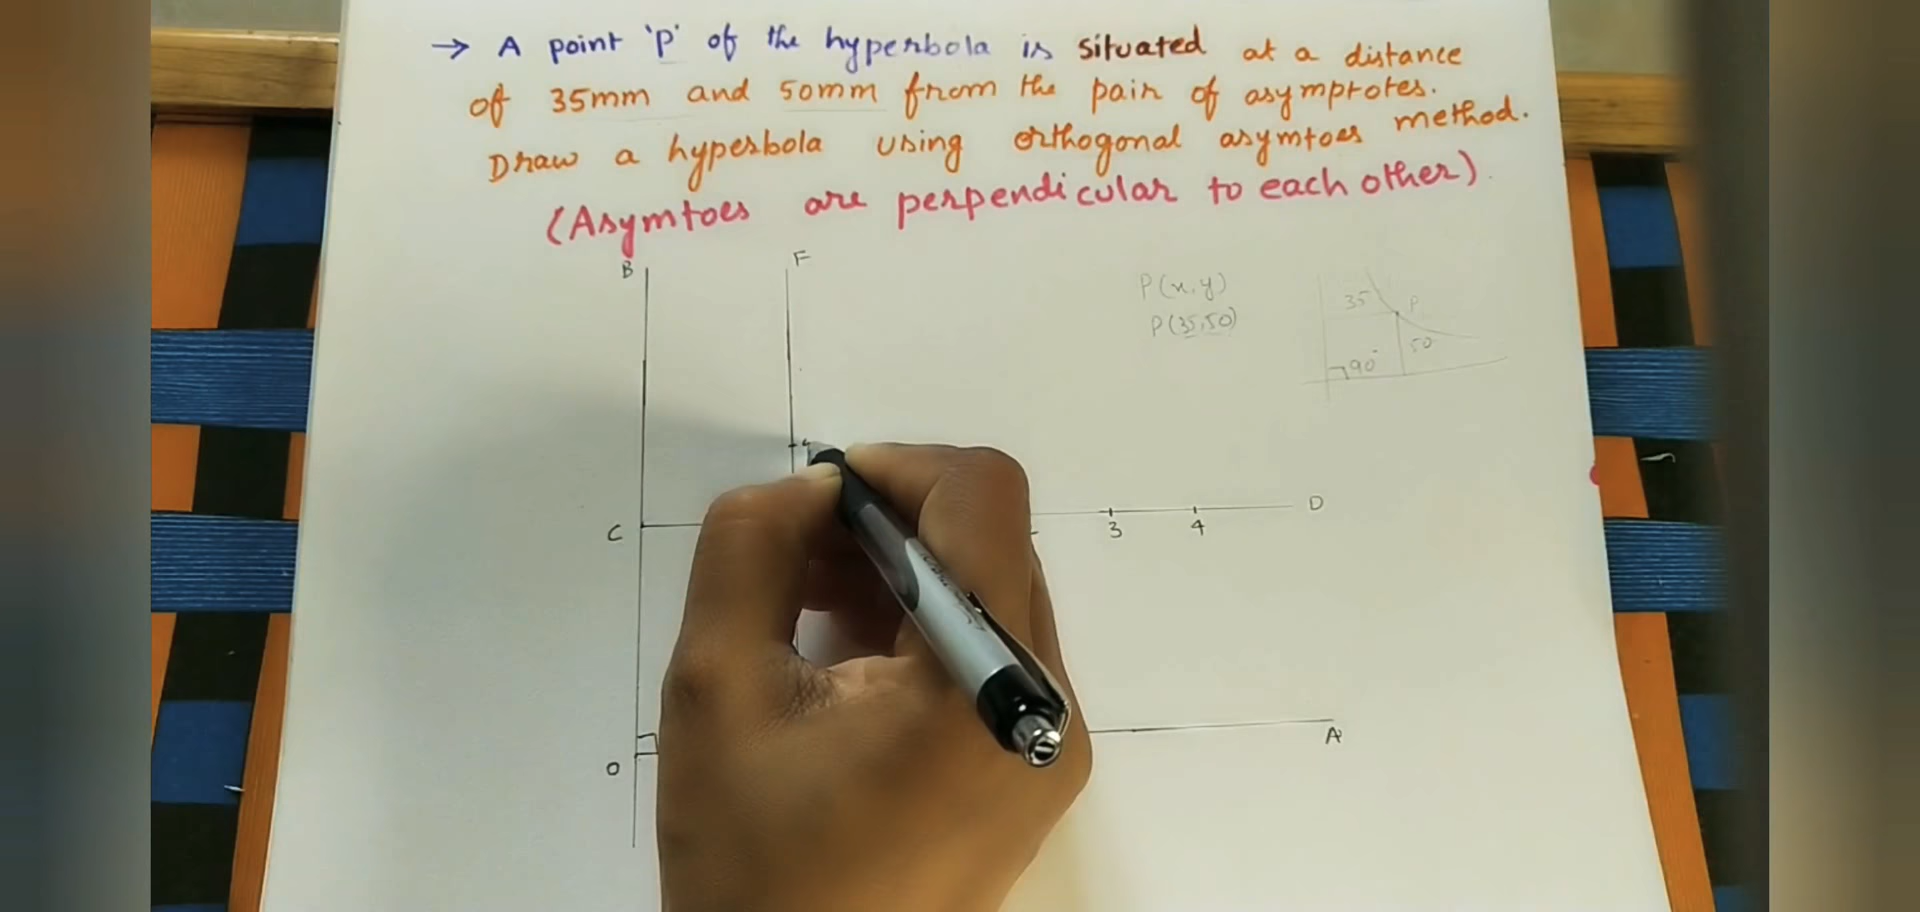 → A point 'P' of the hyperbola is situated at a distance
of 35mm and 50mm from the pair of asymptotes.
Draw a hyperbola using orthogonal asymtoes method.
(Asymtoes are perpendicular to each other)
B
F
P(x,y)
P(35,50)
35
P
50
90°
C
3
4
D
O
A